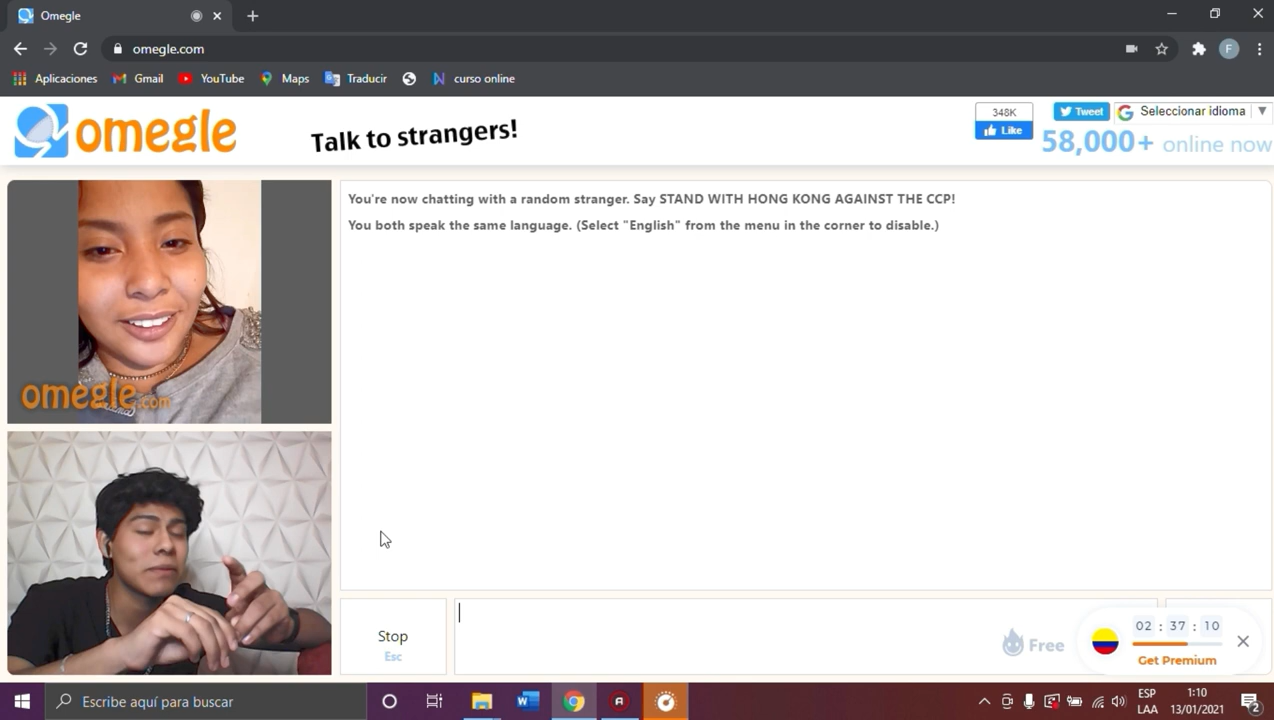 Omegle
omegle.com
F
Aplicaciones
Gmail
YouTube
Maps
Traducir
curso online
omegle
Talk to strangers!
348K
Like
Tweet
Seleccionar idioma
58,000+ online now
You're now chatting with a random stranger. Say STAND WITH HONG KONG AGAINST THE CCP!
You both speak the same language. (Select "English" from the menu in the corner to disable.)
omegle.com
Stop
Esc
Free
02 : 37 : 10
Get Premium
Escribe aquí para buscar
ESP
LAA
1:10
13/01/2021
2